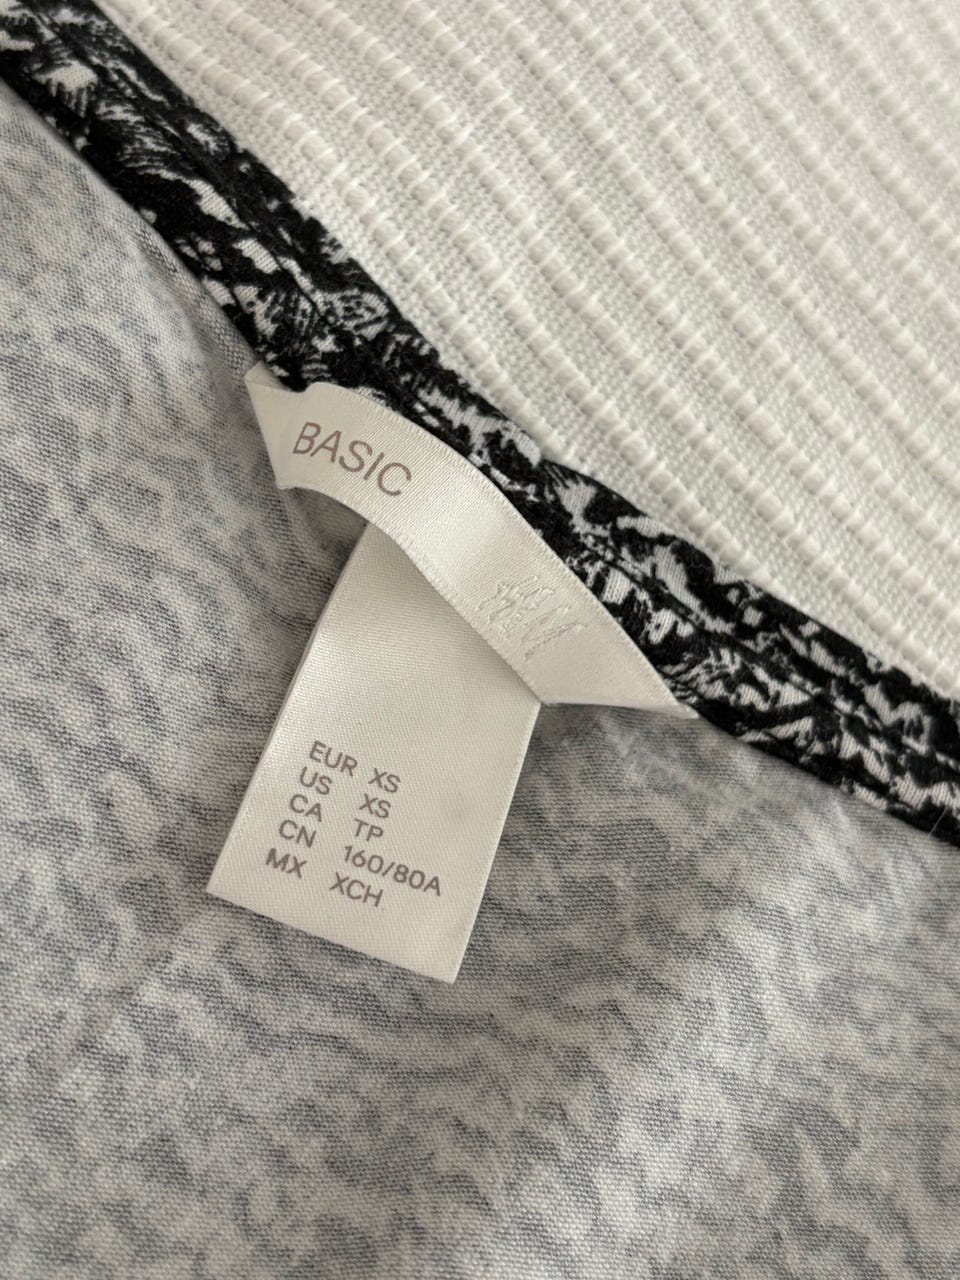 BASIC
H&M
EUR XS
US XS
CA TP
CN 160/80A
MX XCH